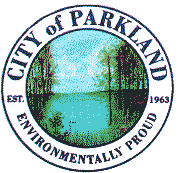 CITY of PARKLAND
EST. 1963
ENVIRONMENTALLY PROUD